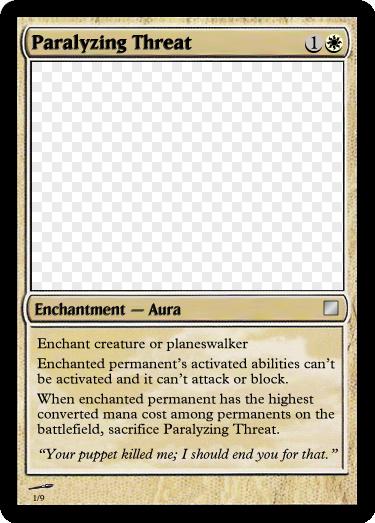 Paralyzing Threat 1
Enchantment — Aura
Enchant creature or planeswalker
Enchanted permanent's activated abilities can't
be activated and it can't attack or block.
When enchanted permanent has the highest
converted mana cost among permanents on the
battlefield, sacrifice Paralyzing Threat.
"Your puppet killed me; I should end you for that."
1/9